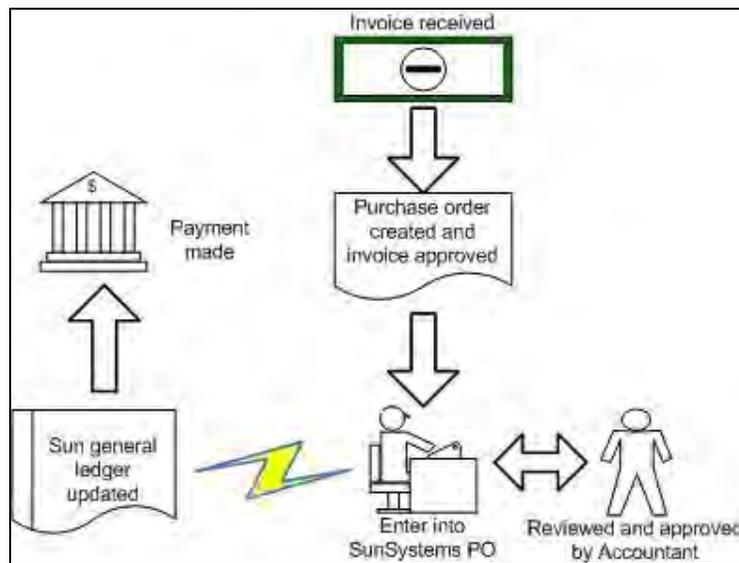 Invoice received
Purchase order
created and
invoice approved
$
Payment
made
Sun general
ledger
updated
Enter into
SunSystems PO
Reviewed and approved
by Accountant